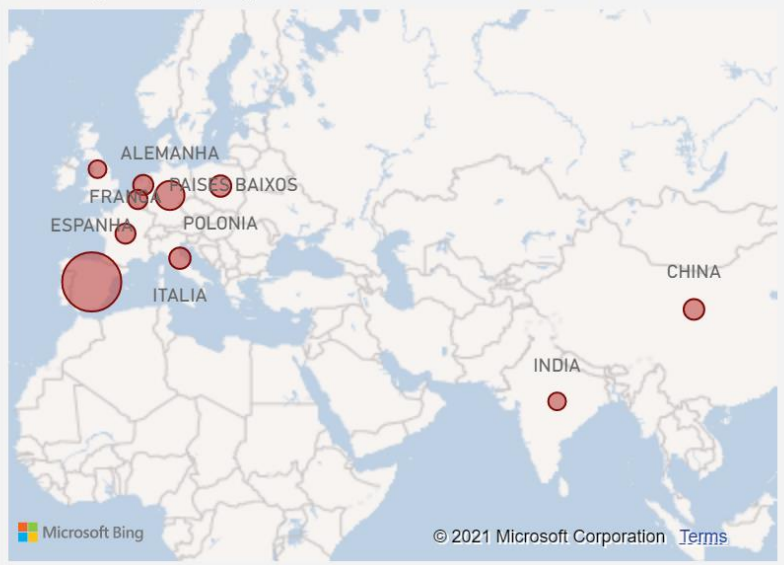 ALEMANHA
PAISES BAIXOS
FRANÇA
ESPANHA
POLONIA
CHINA
ITALIA
INDIA
Microsoft Bing
© 2021 Microsoft Corporation Terms